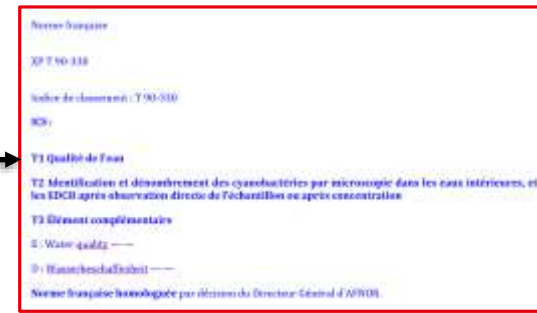 Norme française
XP T 90-330
Indice de classement : T 90-330
ICS :
T1 Qualité de l'eau
T2 Identification et dénombrement des cyanobactéries par microscopie dans les eaux intérieures, et
les EDCH après observation directe de l'échantillon ou après concentration
T3 Élément complémentaire
E : Water quality —-—
D : Wasserbeschaffenheit —-—
Norme française homologuée par décision du Directeur Général d'AFNOR.